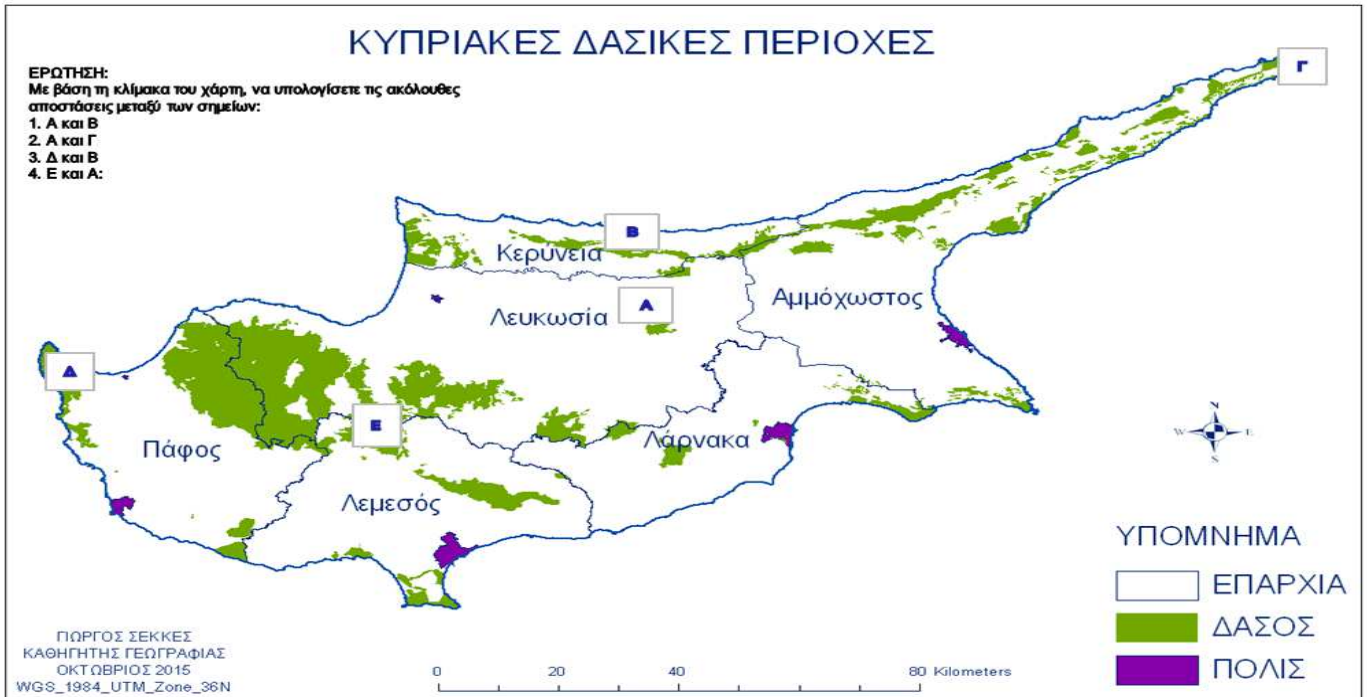 ΚΥΠΡΙΑΚΕΣ ΔΑΣΙΚΕΣ ΠΕΡΙΟΧΕΣ
ΕΡΩΤΗΣΗ:
Με βάση τη κλίμακα του χάρτη, να υπολογίσετε τις ακόλουθες
αποστάσεις μεταξύ των σημείων:
1. Α και Β
2. Α και Γ
3. Δ και Β
4. Ε και Α:
Γ
Β
Κερύνεια
Αμμόχωστος
Α
Λευκωσία
Δ
Ε
Λάρνακα
Πάφος
Λεμεσός
N
W
E
S
ΥΠΟΜΝΗΜΑ
ΕΠΑΡΧΙΑ
ΔΑΣΟΣ
ΠΟΛΙΣ
ΓΙΩΡΓΟΣ ΣΕΚΚΕΣ
ΚΑΘΗΓΗΤΗΣ ΓΕΩΓΡΑΦΙΑΣ
ΟΚΤΩΒΡΙΟΣ 2015
WGS_1984_UTM_Zone_36N
0 20 40 80 Kilometers